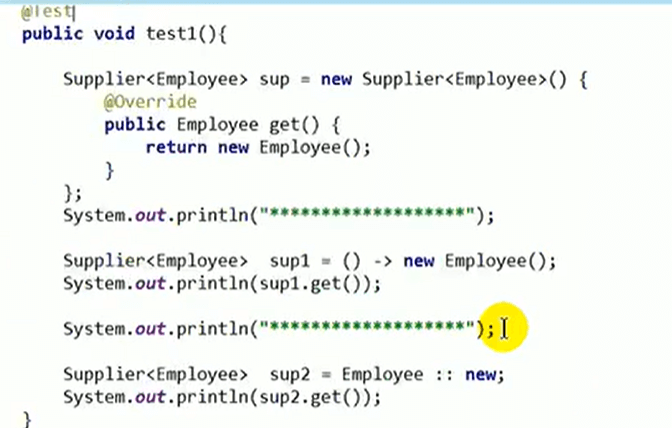 @Test
public void test1(){
Supplier<Employee> sup = new Supplier<Employee>() {
@Override
public Employee get() {
return new Employee();
}
};
System.out.println("*******************");
Supplier<Employee>  sup1 = () -> new Employee();
System.out.println(sup1.get());
System.out.println("*******************");
Supplier<Employee>  sup2 = Employee :: new;
System.out.println(sup2.get());
}